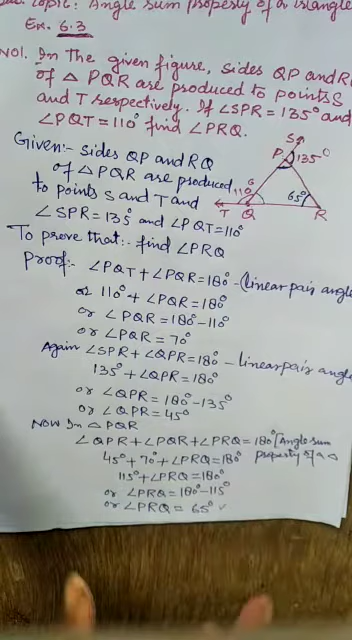 Topic: Angle sum property of a triangle
Ex. 6.3
NO1. In the given figure, sides QP and R
of △ PQR are produced to points S
and T respectively. If ∠SPR = 135° and
∠PQT = 110° find ∠PRQ.
Given:- sides QP and RQ
of △PQR are produced
to points S and T and
∠SPR = 135° and ∠PQT = 110°
S
P
135°
110°
65°
T Q R
To prove that:- find ∠PRQ
Proof:- ∠PQT + ∠PQR = 180° - (linear pair angle
or 110° + ∠PQR = 180°
or ∠PQR = 180° - 110°
or ∠PQR = 70°
Again ∠SPR + ∠QPR = 180° - linear pair angle
135° + ∠QPR = 180°
or ∠QPR = 180° - 135°
or ∠QPR = 45°
NOW In △PQR
∠QPR + ∠PQR + ∠PRQ = 180° [Angle sum
property of a △
45° + 70° + ∠PRQ = 180°
115° + ∠PRQ = 180°
or ∠PRQ = 180° - 115°
or ∠PRQ = 65°